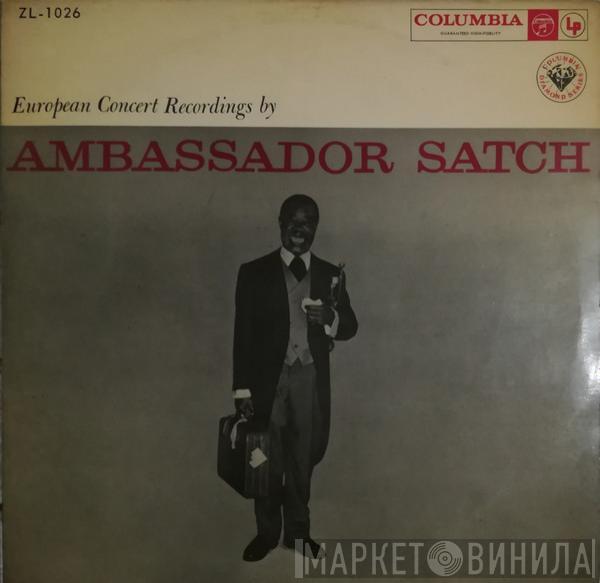 ZL-1026
COLUMBIA
GUARANTEED HIGH-FIDELITY
LP
COLUMBIA
DIAMOND SERIES
European Concert Recordings by
AMBASSADOR SATCH
МАРКЕТ ВИНИЛА